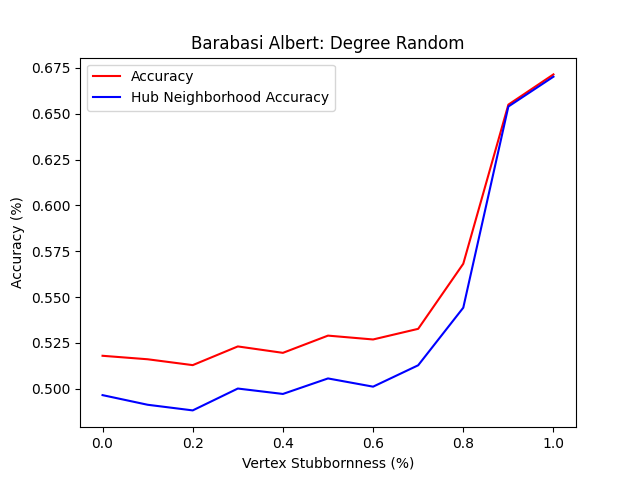 Barabasi Albert: Degree Random
Accuracy
Hub Neighborhood Accuracy
0.675
0.650
0.625
0.600
0.575
0.550
0.525
0.500
Accuracy (%)
0.0 0.2 0.4 0.6 0.8 1.0
Vertex Stubbornness (%)